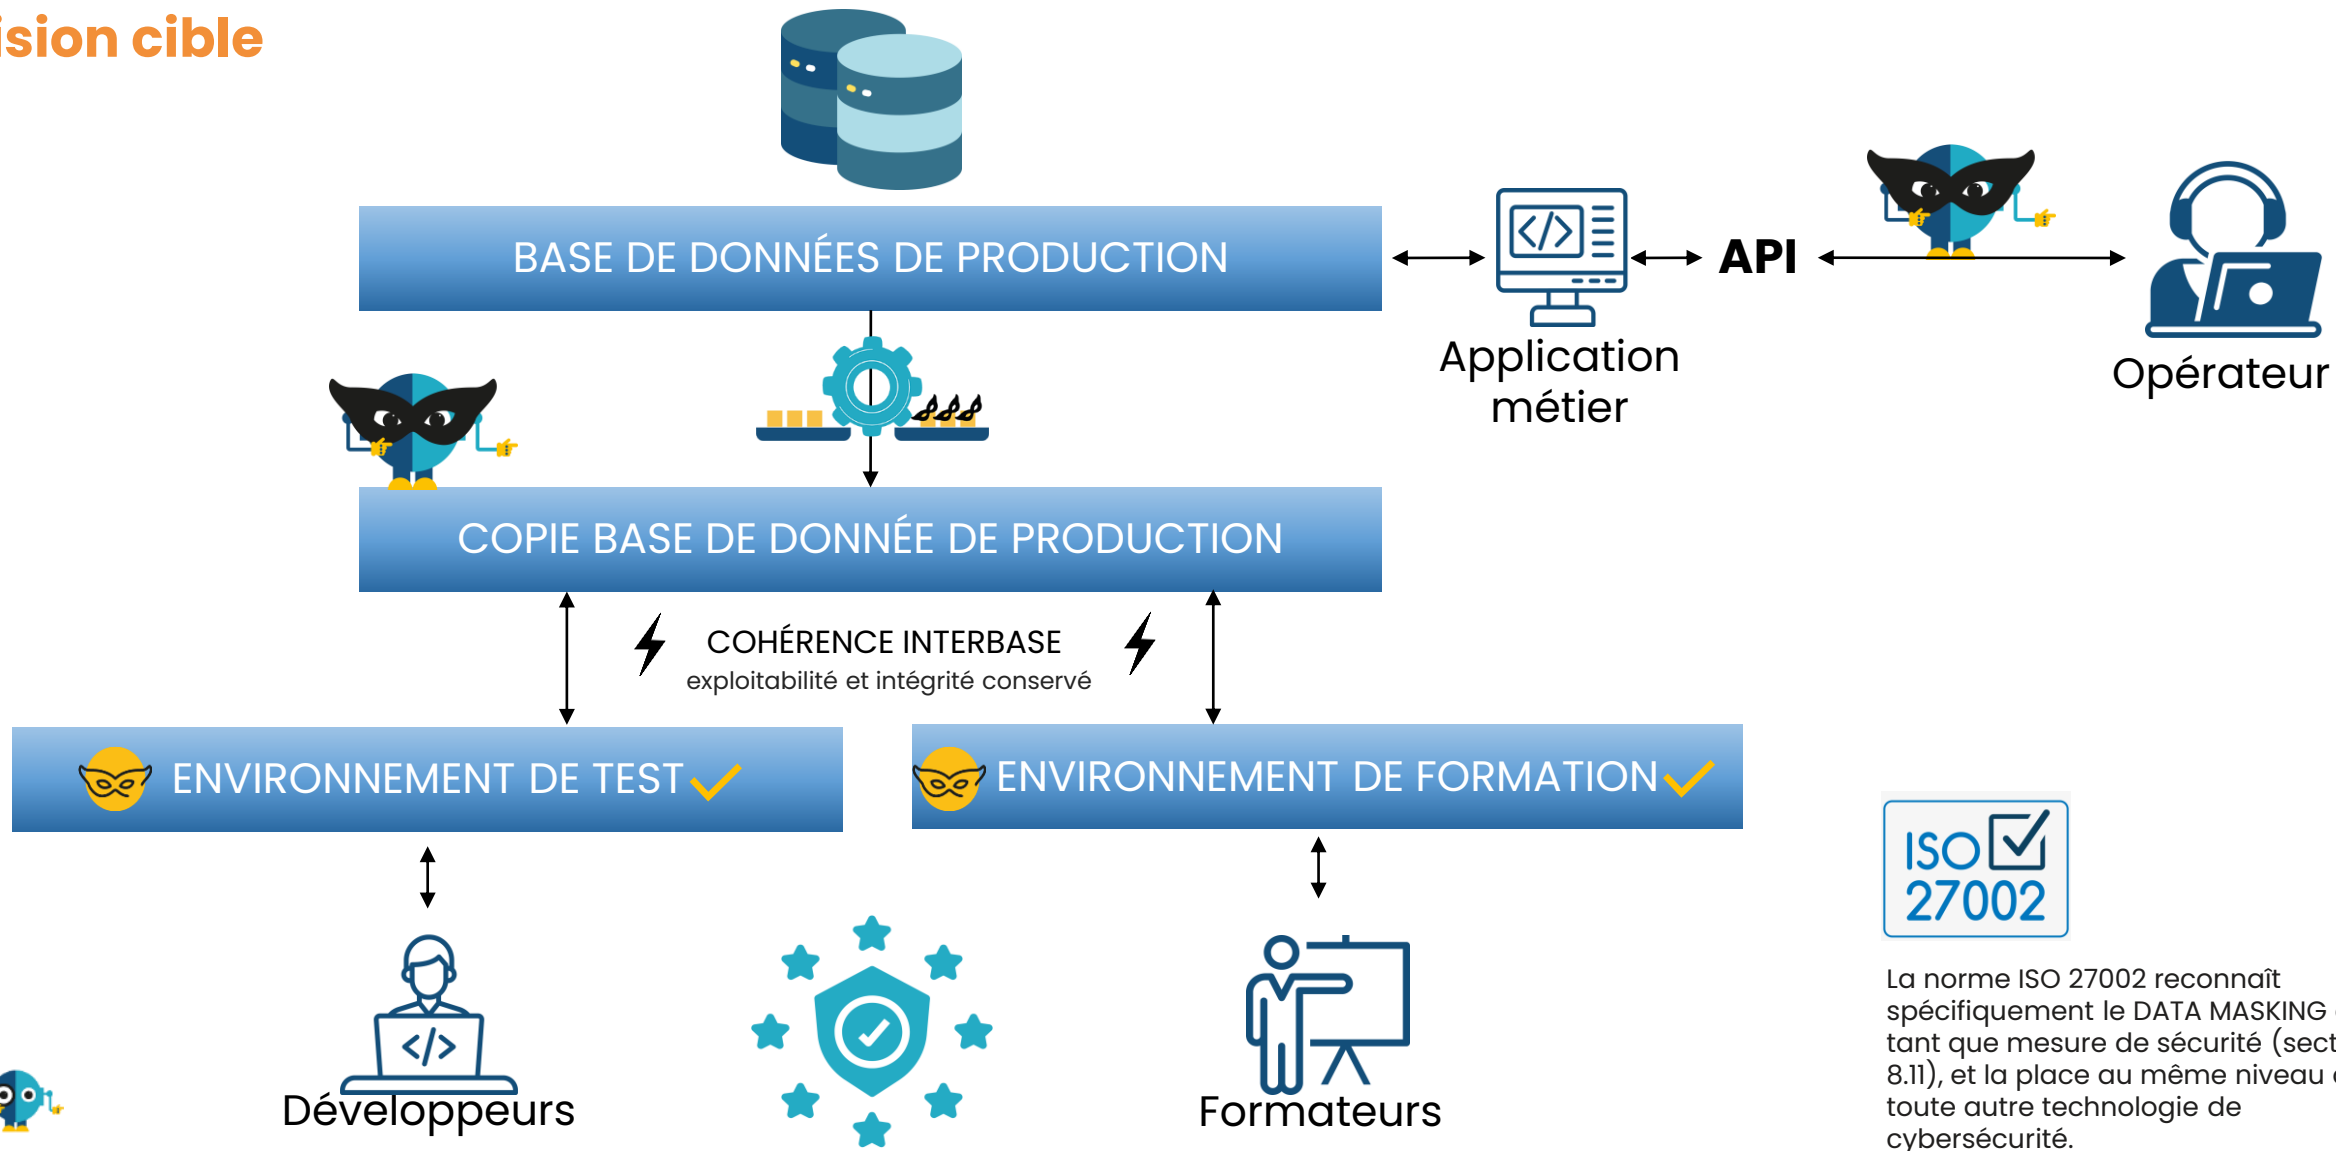 ision cible
BASE DE DONNÉES DE PRODUCTION
API
Application
métier
Opérateur
COPIE BASE DE DONNÉE DE PRODUCTION
COHÉRENCE INTERBASE
exploitabilité et intégrité conservé
ENVIRONNEMENT DE TEST
ENVIRONNEMENT DE FORMATION
</>
Développeurs
Formateurs
ISO
27002
La norme ISO 27002 reconnaît
spécifiquement le DATA MASKING
tant que mesure de sécurité (sect
8.11), et la place au même niveau
toute autre technologie de
cybersécurité.